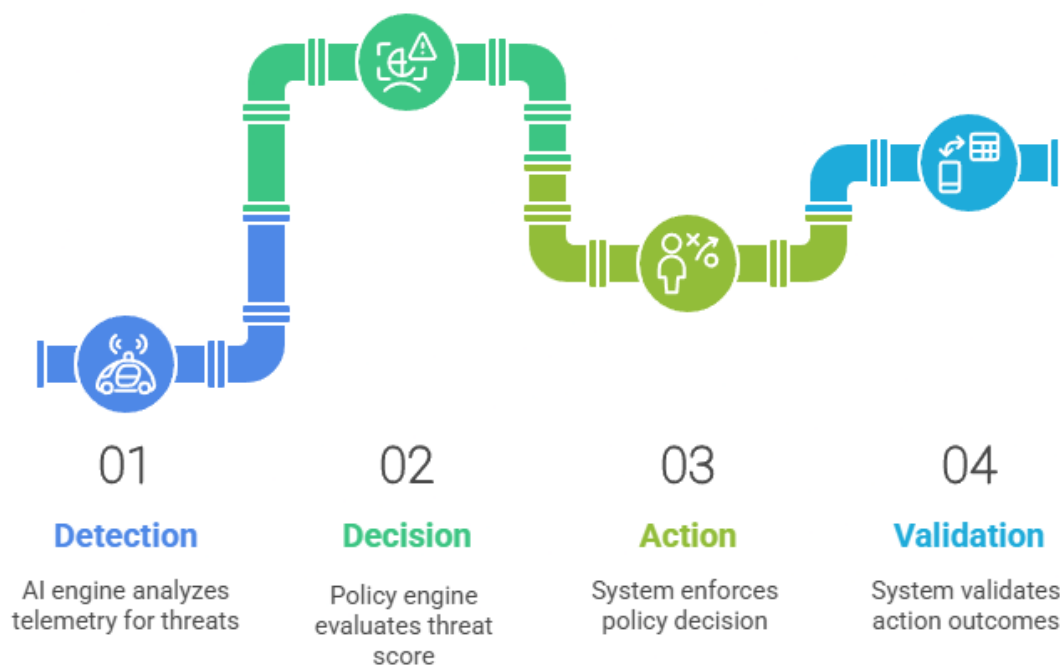 01
Detection
AI engine analyzes
telemetry for threats
02
Decision
Policy engine
evaluates threat
score
03
Action
System enforces
policy decision
04
Validation
System validates
action outcomes